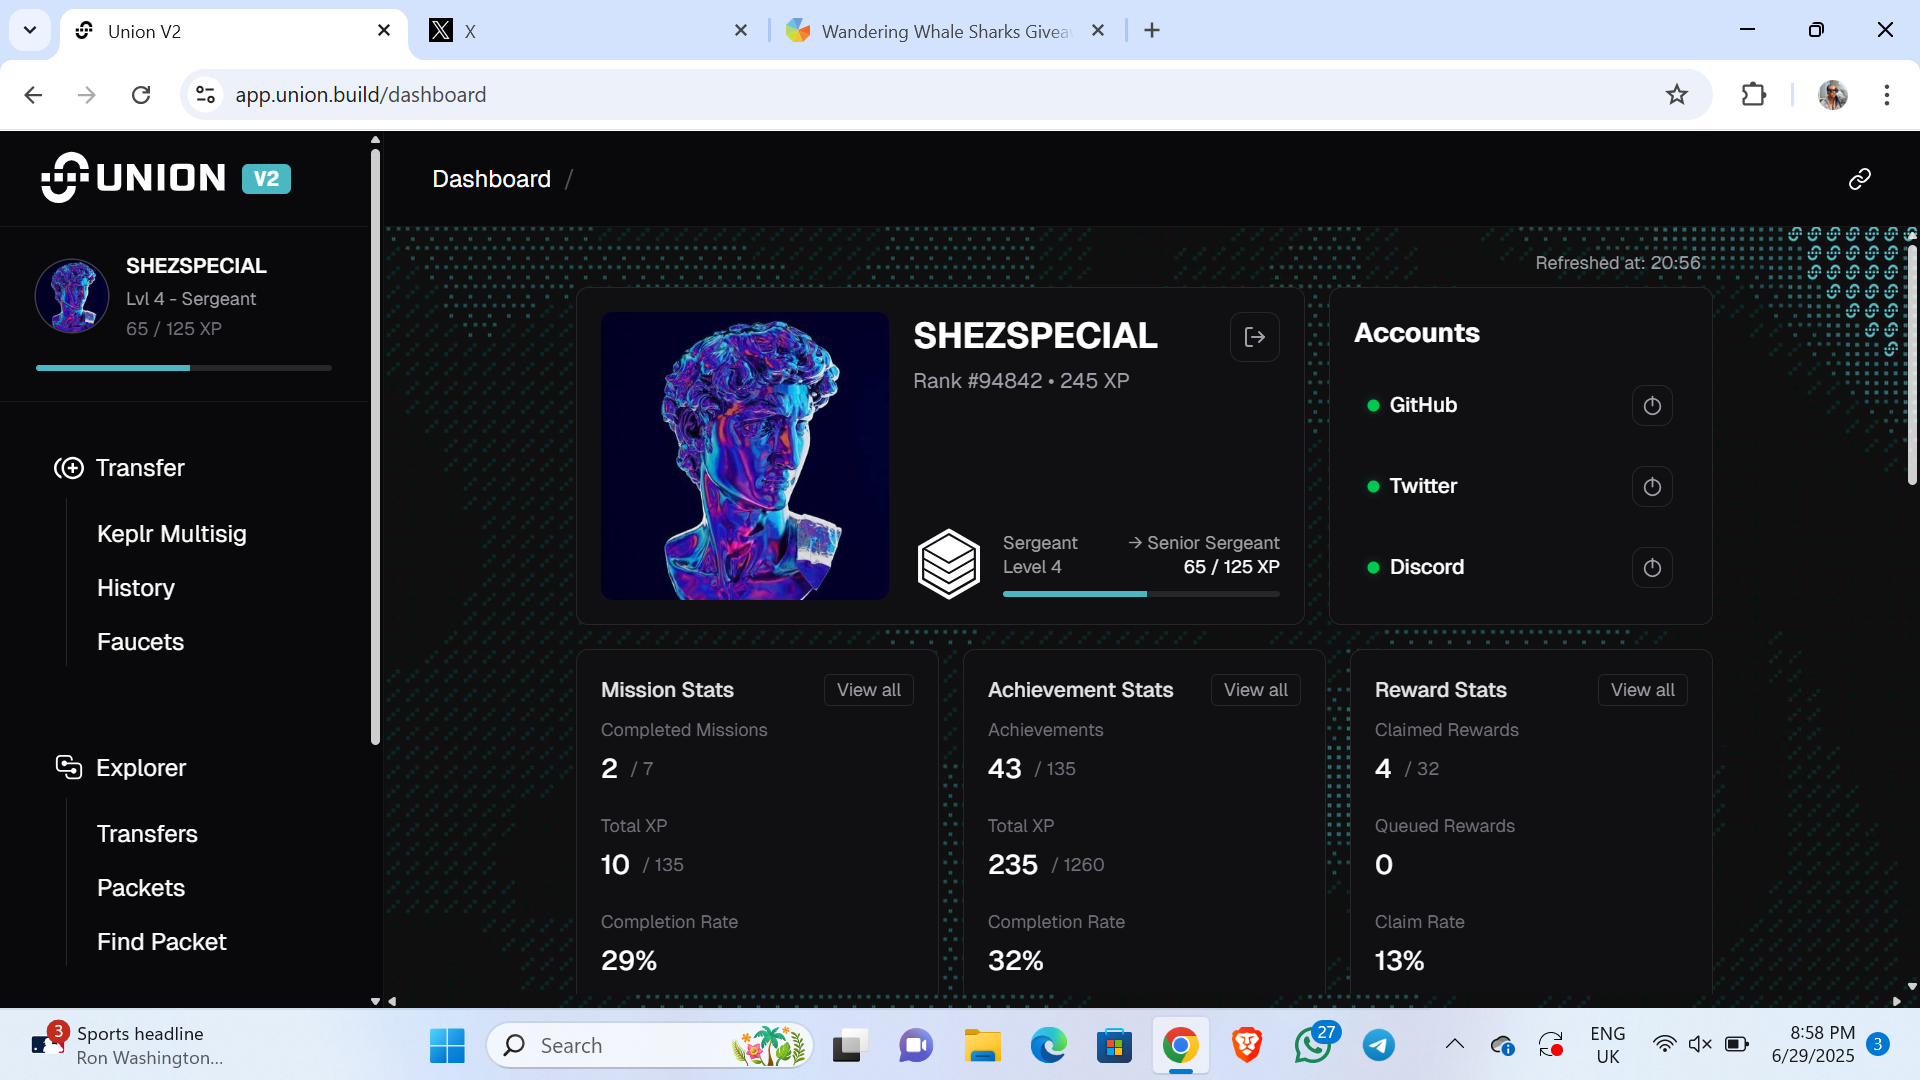 Union V2
X
Wandering Whale Sharks Givea
app.union.build/dashboard
UNION V2
SHEZSPECIAL
Lvl 4 - Sergeant
65 / 125 XP
Transfer
Keplr Multisig
History
Faucets
Explorer
Transfers
Packets
Find Packet
Dashboard /
Refreshed at: 20:56
SHEZSPECIAL
Rank #94842 • 245 XP
Sergeant → Senior Sergeant
Level 4 65 / 125 XP
Accounts
GitHub
Twitter
Discord
Mission Stats View all
Completed Missions
2 / 7
Total XP
10 / 135
Completion Rate
29%
Achievement Stats View all
Achievements
43 / 135
Total XP
235 / 1260
Completion Rate
32%
Reward Stats View all
Claimed Rewards
4 / 32
Queued Rewards
0
Claim Rate
13%
3
Sports headline
Ron Washington...
Search
27
ENG
UK
8:58 PM
6/29/2025
3